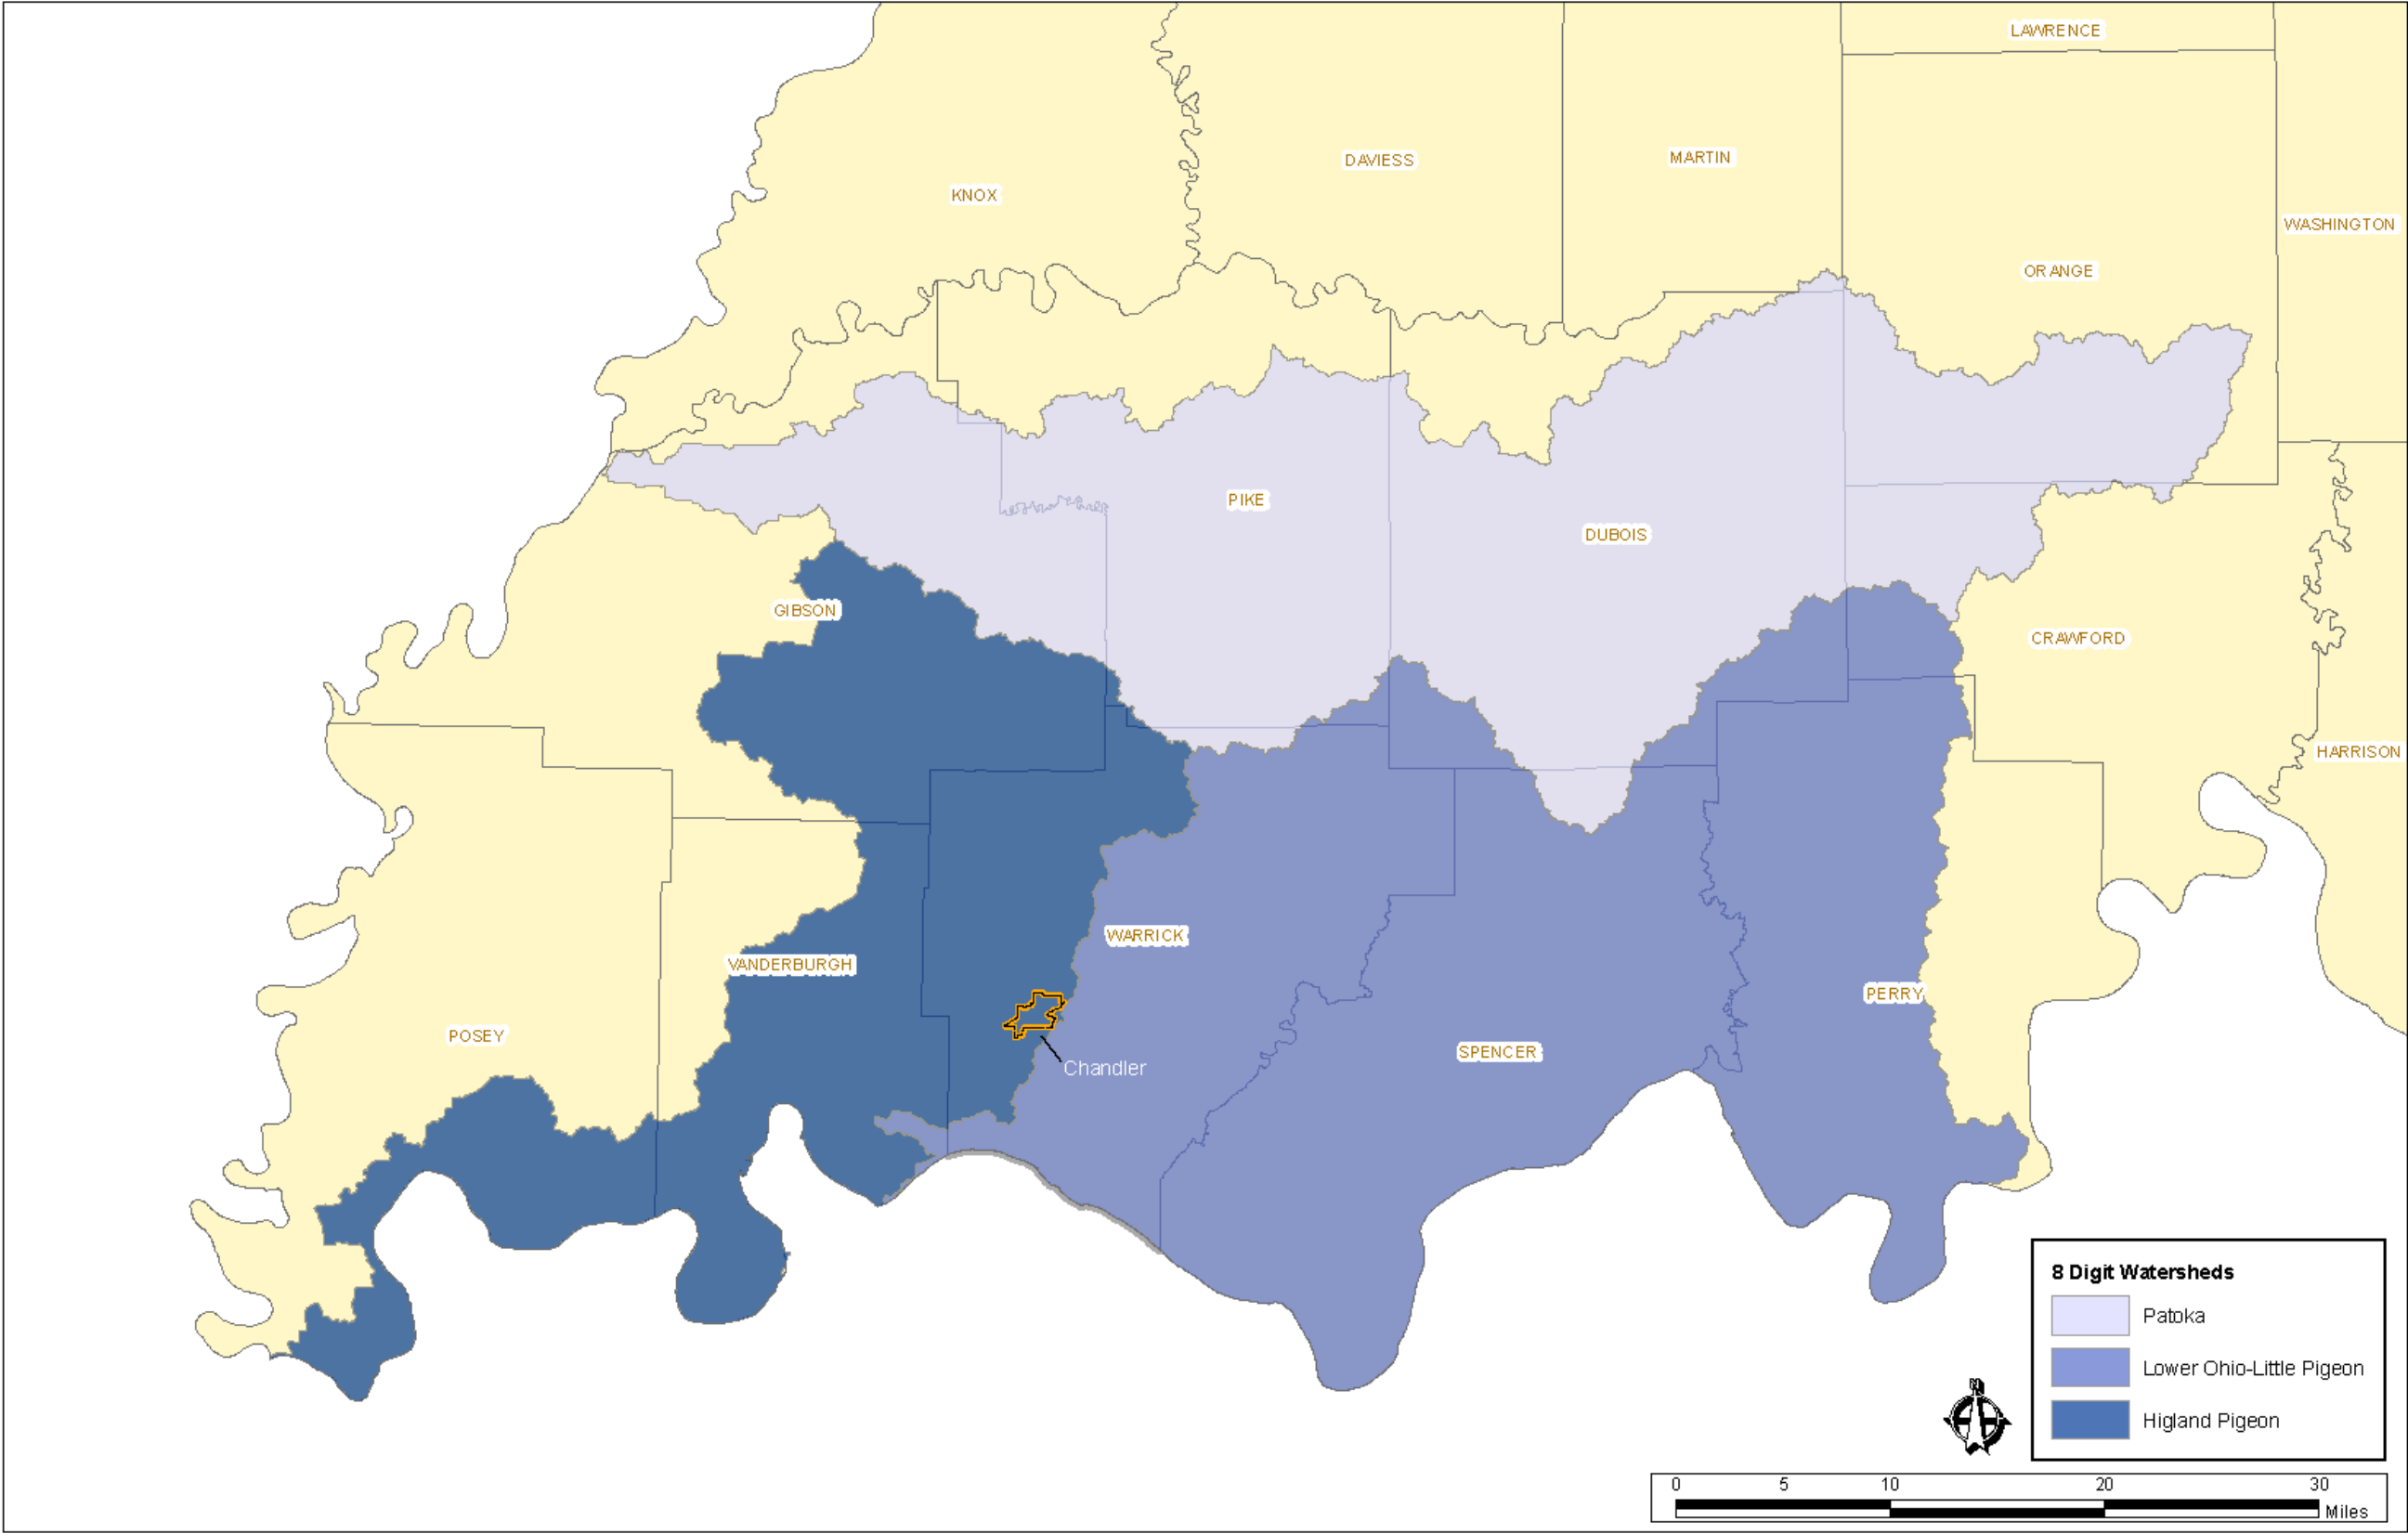 LAWRENCE
DAVIESS
MARTIN
KNOX
WASHINGTON
ORANGE
PIKE
DUBOIS
GIBSON
CRAWFORD
HARRISON
WARRICK
VANDERBURGH
PERRY
POSEY
SPENCER
Chandler
8 Digit Watersheds
Patoka
Lower Ohio-Little Pigeon
Higland Pigeon
N
0 5 10 20 30
Miles